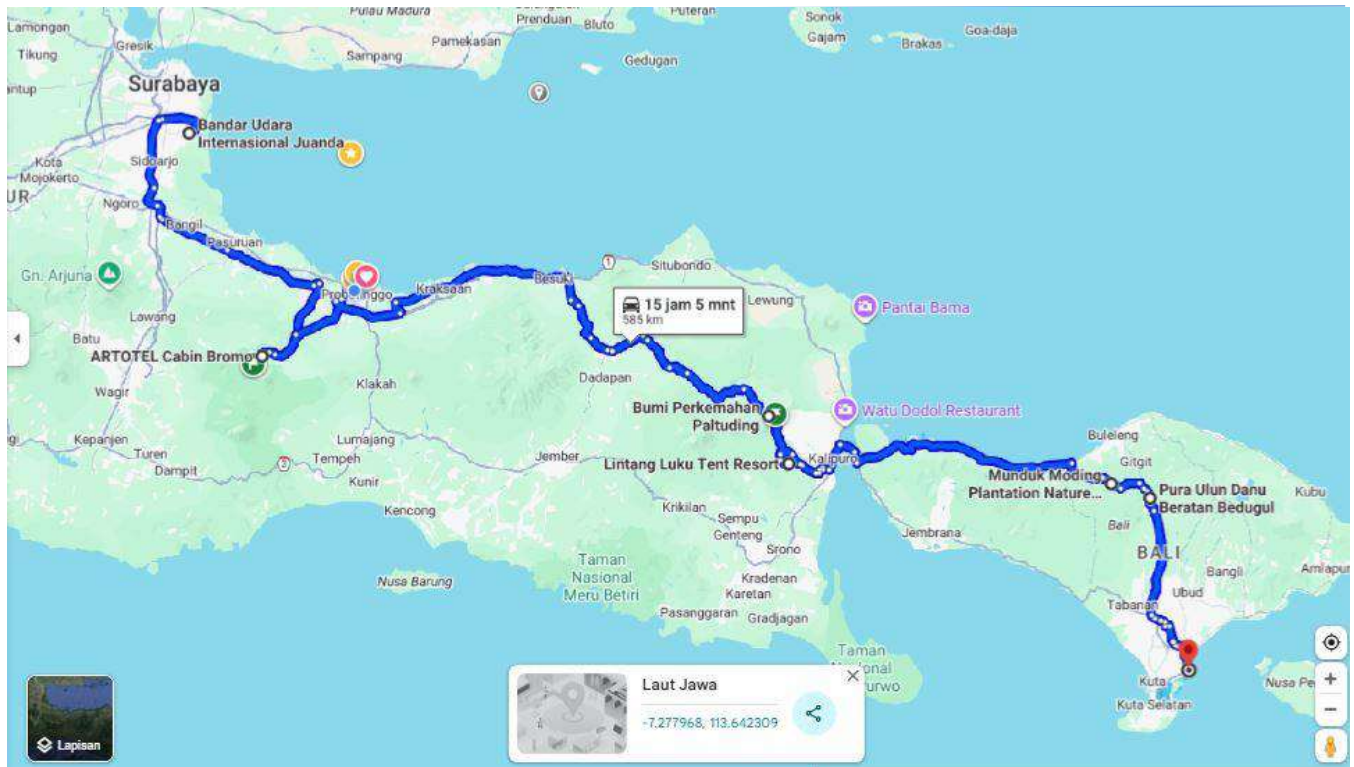 Pulau Madura
Puteran
Lamongan
Prenduan
Bluto
Sonok
Gajam
Goa-daja
Tikung
Gresik
Pamekasan
Brakas
Sampang
Gedugan
Surabaya
Bandar Udara
Internasional Juanda
Kota
Mojokerto
Sidoarjo
Ngoro
Bangil
Pasuruan
Gn. Arjuna
Probolinggo
Kraksaan
Besuki
1
Situbondo
15 jam 5 mnt
585 km
Lewung
Pantai Bama
Lawang
Batu
ARTOTEL Cabin Bromo
Wagir
Klakah
Dadapan
Bumi Perkemahan
Paltuding
Watu Dodol Restaurant
Kepanjen
Turen
Dampit
Lumajang
3
Tempeh
Kunir
Jember
Lintang Luku Tent Resort
Kalipuro
Buleleng
Gitgit
Munduk Moding
Plantation Nature...
Pura Ulun Danu
Beratan Bedugul
Kubu
Kencong
Krikilan
Sempu
Genteng
Srono
Jembrana
Bali
BALI
Bangli
Amlapur
Nusa Barung
Taman
Nasional
Meru Betiri
Kradenan
Karetan
Pasanggaran
Gradjagan
Tabanan
Ubud
Taman
Kuta
Nusa Pe
Kuta Selatan
Laut Jawa
-7.277968, 113.642309
Lapisan